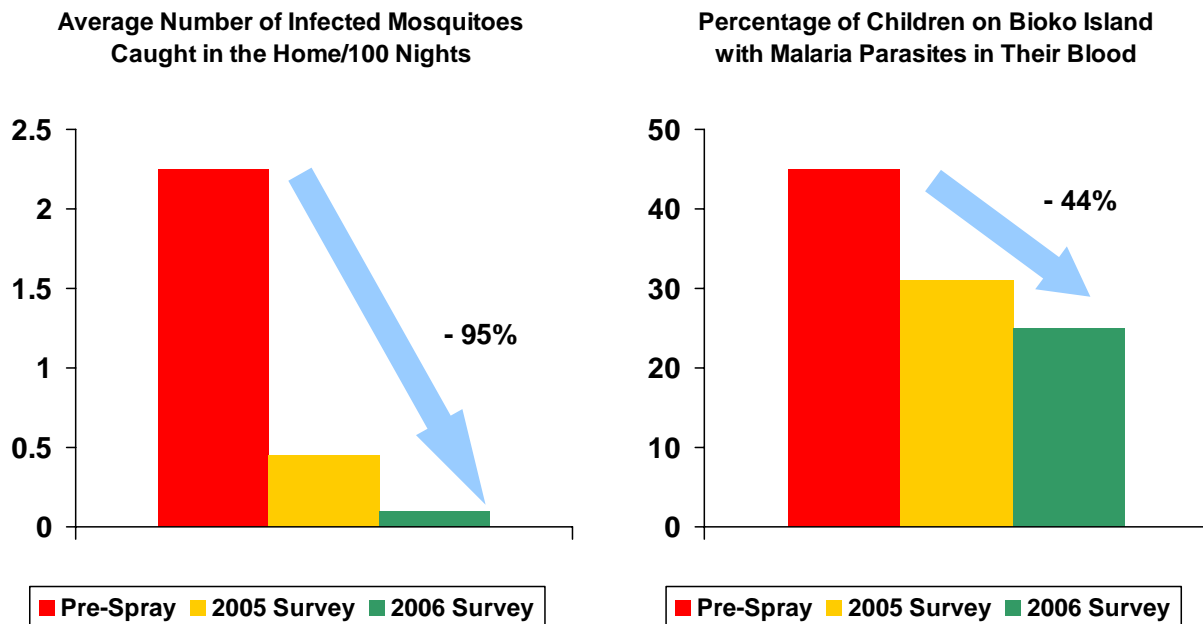 Average Number of Infected Mosquitoes
Caught in the Home/100 Nights
2.5
2
1.5
1
0.5
0
- 95%
Pre-Spray 2005 Survey 2006 Survey
Percentage of Children on Bioko Island
with Malaria Parasites in Their Blood
50
40
30
20
10
0
- 44%
Pre-Spray 2005 Survey 2006 Survey